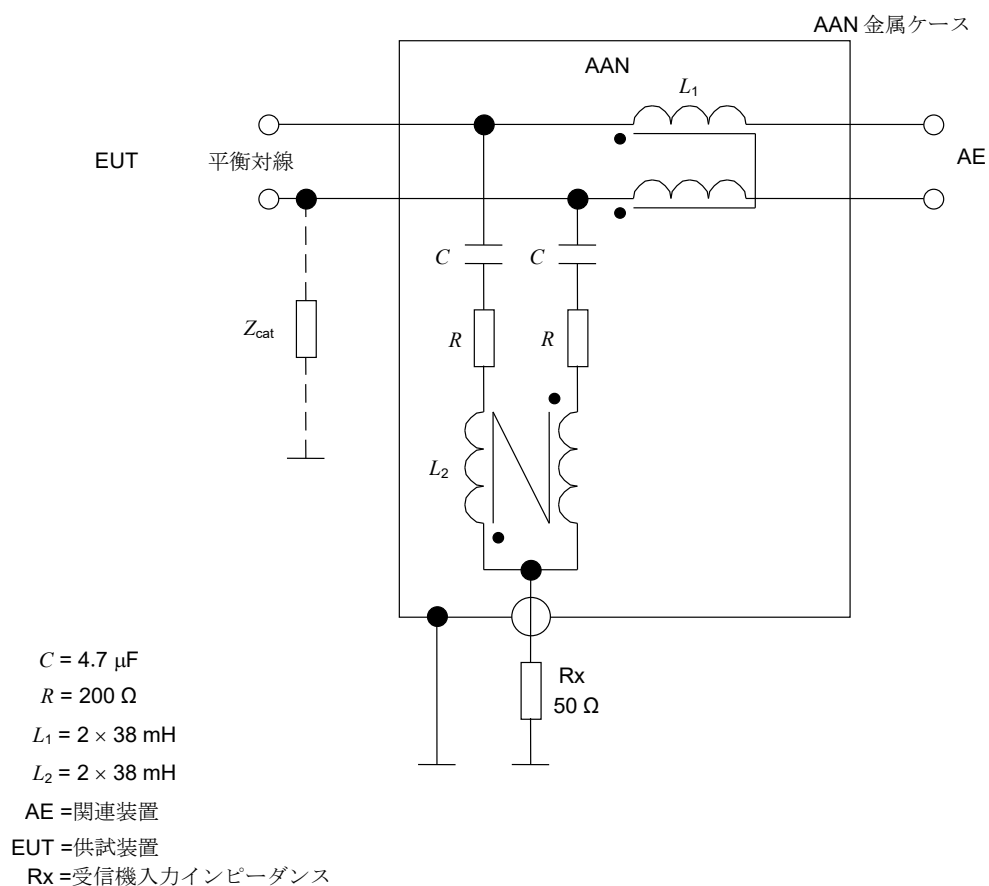 AAN 金属ケース
AAN
L₁
EUT
平衡対線
AE
C
C
Zcat
R
R
L₂
Rx
50 Ω
C = 4.7 μF
R = 200 Ω
L₁ = 2 × 38 mH
L₂ = 2 × 38 mH
AE =関連装置
EUT =供試装置
Rx =受信機入力インピーダンス